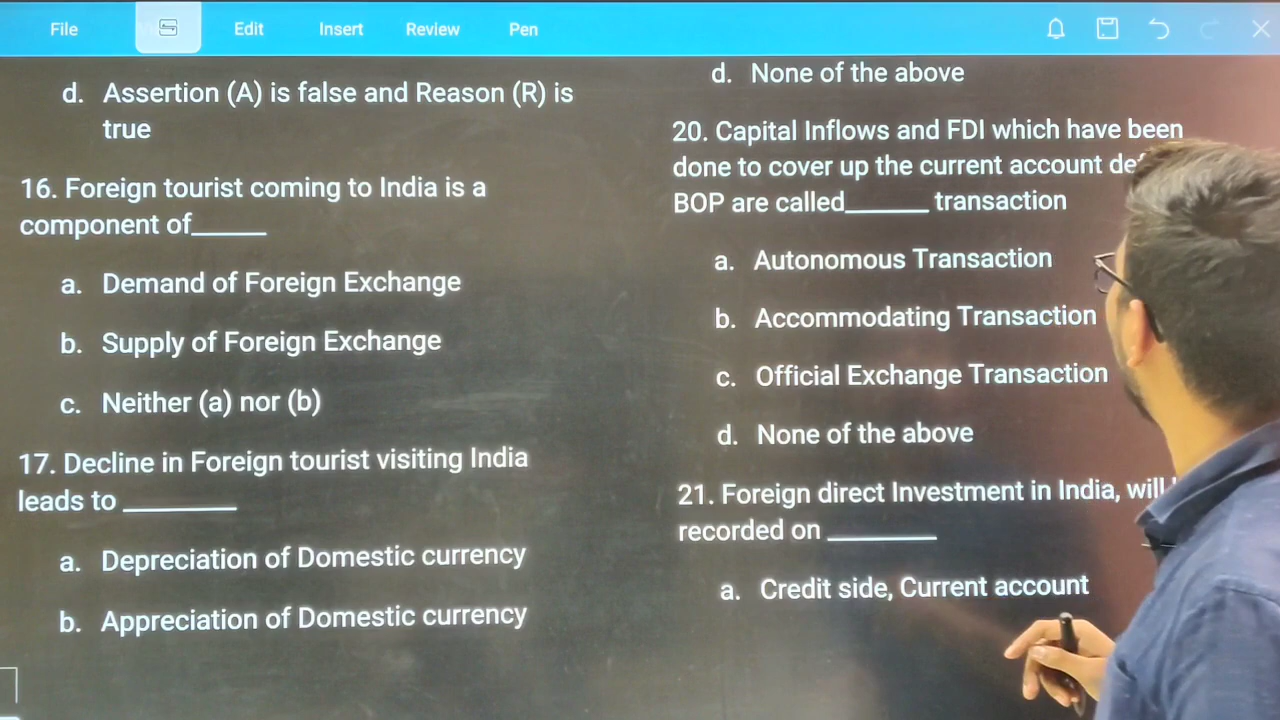 File
Edit
Insert
Review
Pen
d. Assertion (A) is false and Reason (R) is
true
16. Foreign tourist coming to India is a
component of______
a. Demand of Foreign Exchange
b. Supply of Foreign Exchange
c. Neither (a) nor (b)
17. Decline in Foreign tourist visiting India
leads to _________
a. Depreciation of Domestic currency
b. Appreciation of Domestic currency
d. None of the above
20. Capital Inflows and FDI which have been
done to cover up the current account
BOP are called_______ transaction
a. Autonomous Transaction
b. Accommodating Transaction
c. Official Exchange Transaction
d. None of the above
21. Foreign direct Investment in India, will
recorded on _________
a. Credit side, Current account